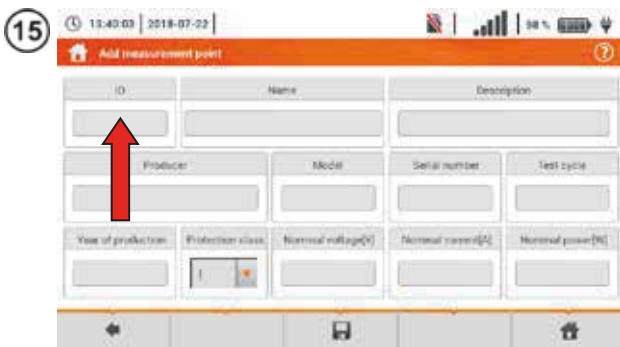 15
13:40:03 2018-07-22 98 %
Add measurement point
ID Name Description
Producer Model Serial number Test cycle
Year of production Protection class Nominal voltage[V] Nominal current[A] Nominal power[W]
I